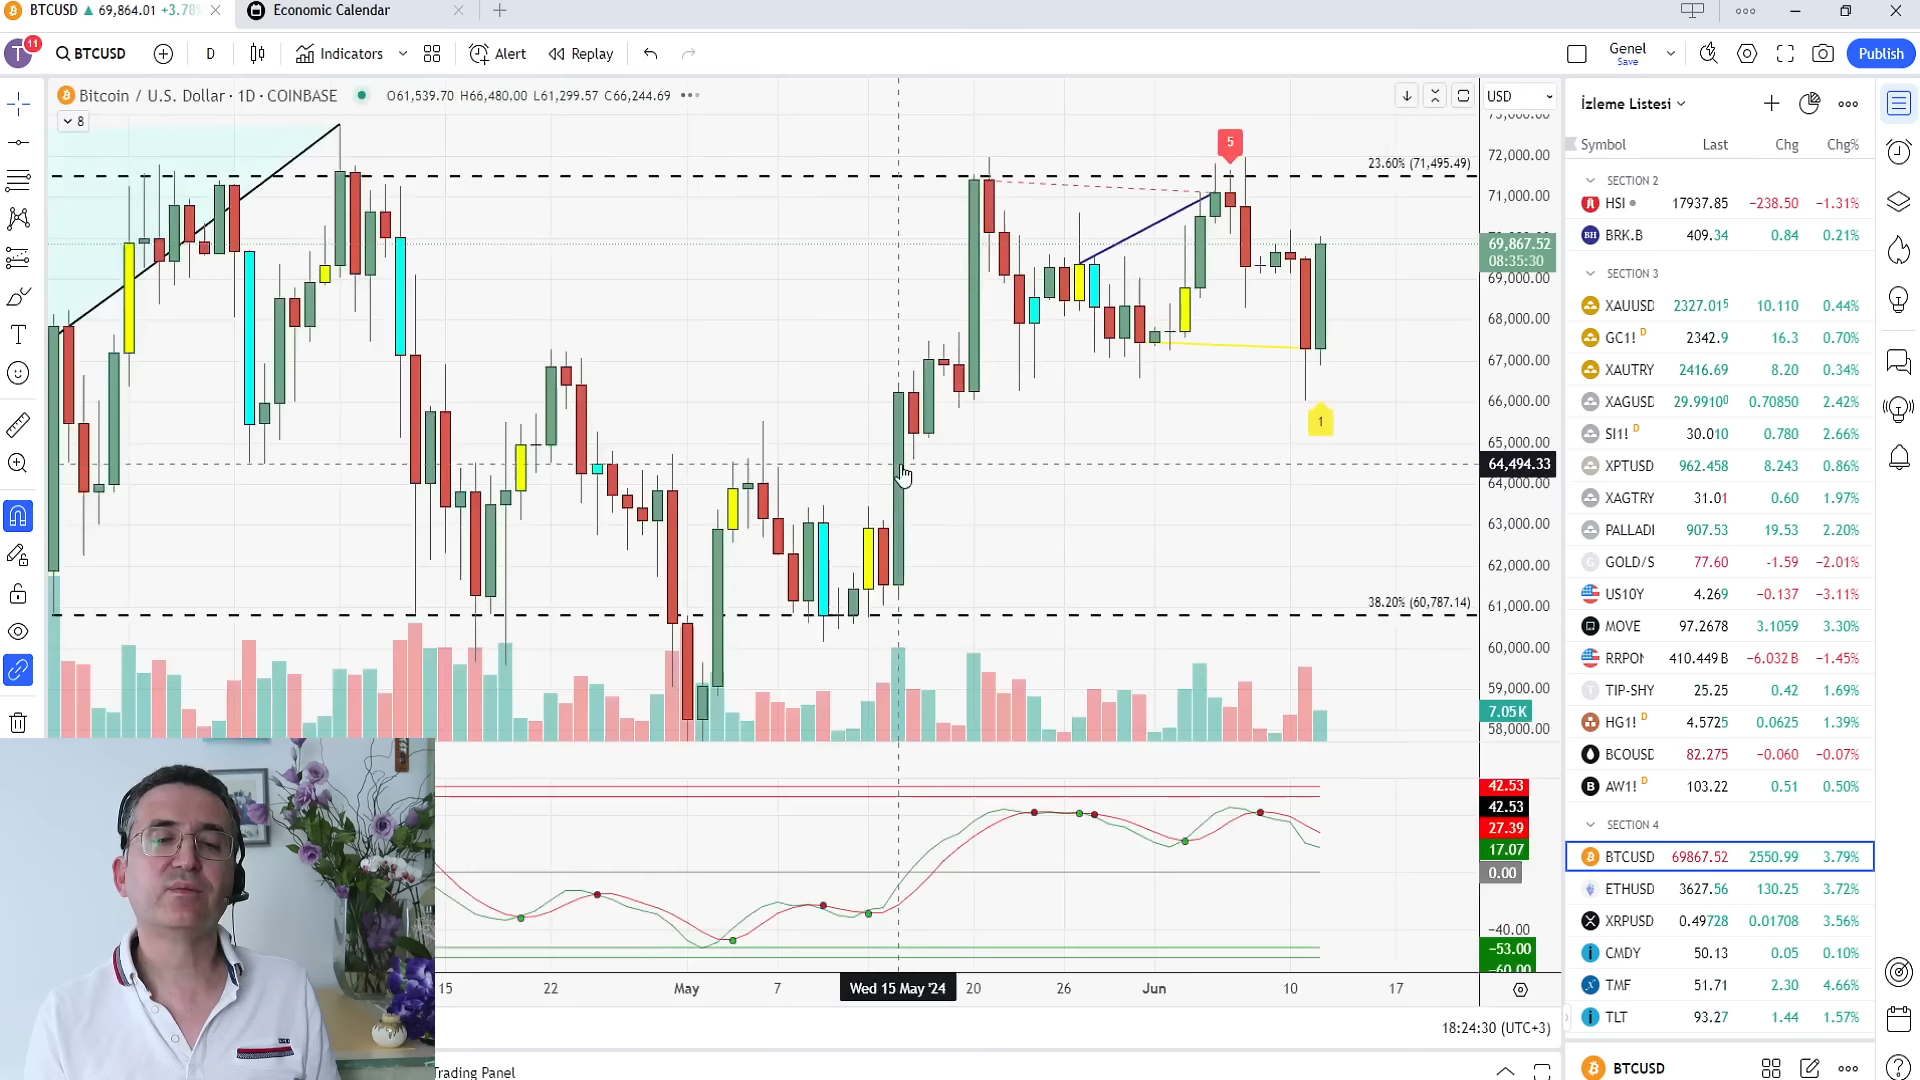 BTCUSD ▲ 69,864.01 +3.78%
Economic Calendar
T 11 BTCUSD D Indicators Alert Replay Genel Save Publish
Bitcoin / U.S. Dollar · 1D · COINBASE O61,539.70 H66,480.00 L61,299.57 C66,244.69
8
USD
72,000.00
71,000.00
69,867.52
08:35:30
69,000.00
68,000.00
67,000.00
66,000.00
65,000.00
64,494.33
64,000.00
63,000.00
62,000.00
61,000.00
60,000.00
59,000.00
7.05K
58,000.00
5
23.60% (71,495.49)
1
38.20% (60,787.14)
42.53
42.53
27.39
17.07
0.00
−40.00
−53.00
−60.00
15 22 May 7 Wed 15 May '24 20 26 Jun 10 17
18:24:30 (UTC+3)
Trading Panel
İzleme Listesi
Symbol Last Chg Chg%
SECTION 2
HSI 17937.85 −238.50 −1.31%
BRK.B 409.34 0.84 0.21%
SECTION 3
XAUUSD 2327.015 10.110 0.44%
GC1! D 2342.9 16.3 0.70%
XAUTRY 2416.69 8.20 0.34%
XAGUSD 29.99100 0.70850 2.42%
SI1! D 30.010 0.780 2.66%
XPTUSD 962.458 8.243 0.86%
XAGTRY 31.01 0.60 1.97%
PALLADI 907.53 19.53 2.20%
GOLD/S 77.60 -1.59 −2.01%
US10Y 4.269 −0.137 −3.11%
MOVE 97.2678 3.1059 3.30%
RRPON 410.449 B −6.032 B −1.45%
TIP-SHY 25.25 0.42 1.69%
HG1! D 4.5725 0.0625 1.39%
BCOUSD 82.275 −0.060 −0.07%
AW1! D 103.22 0.51 0.50%
SECTION 4
BTCUSD 69867.52 2550.99 3.79%
ETHUSD 3627.56 130.25 3.72%
XRPUSD 0.49728 0.01708 3.56%
CMDY 50.13 0.05 0.10%
TMF 51.71 2.30 4.66%
TLT 93.27 1.44 1.57%
BTCUSD